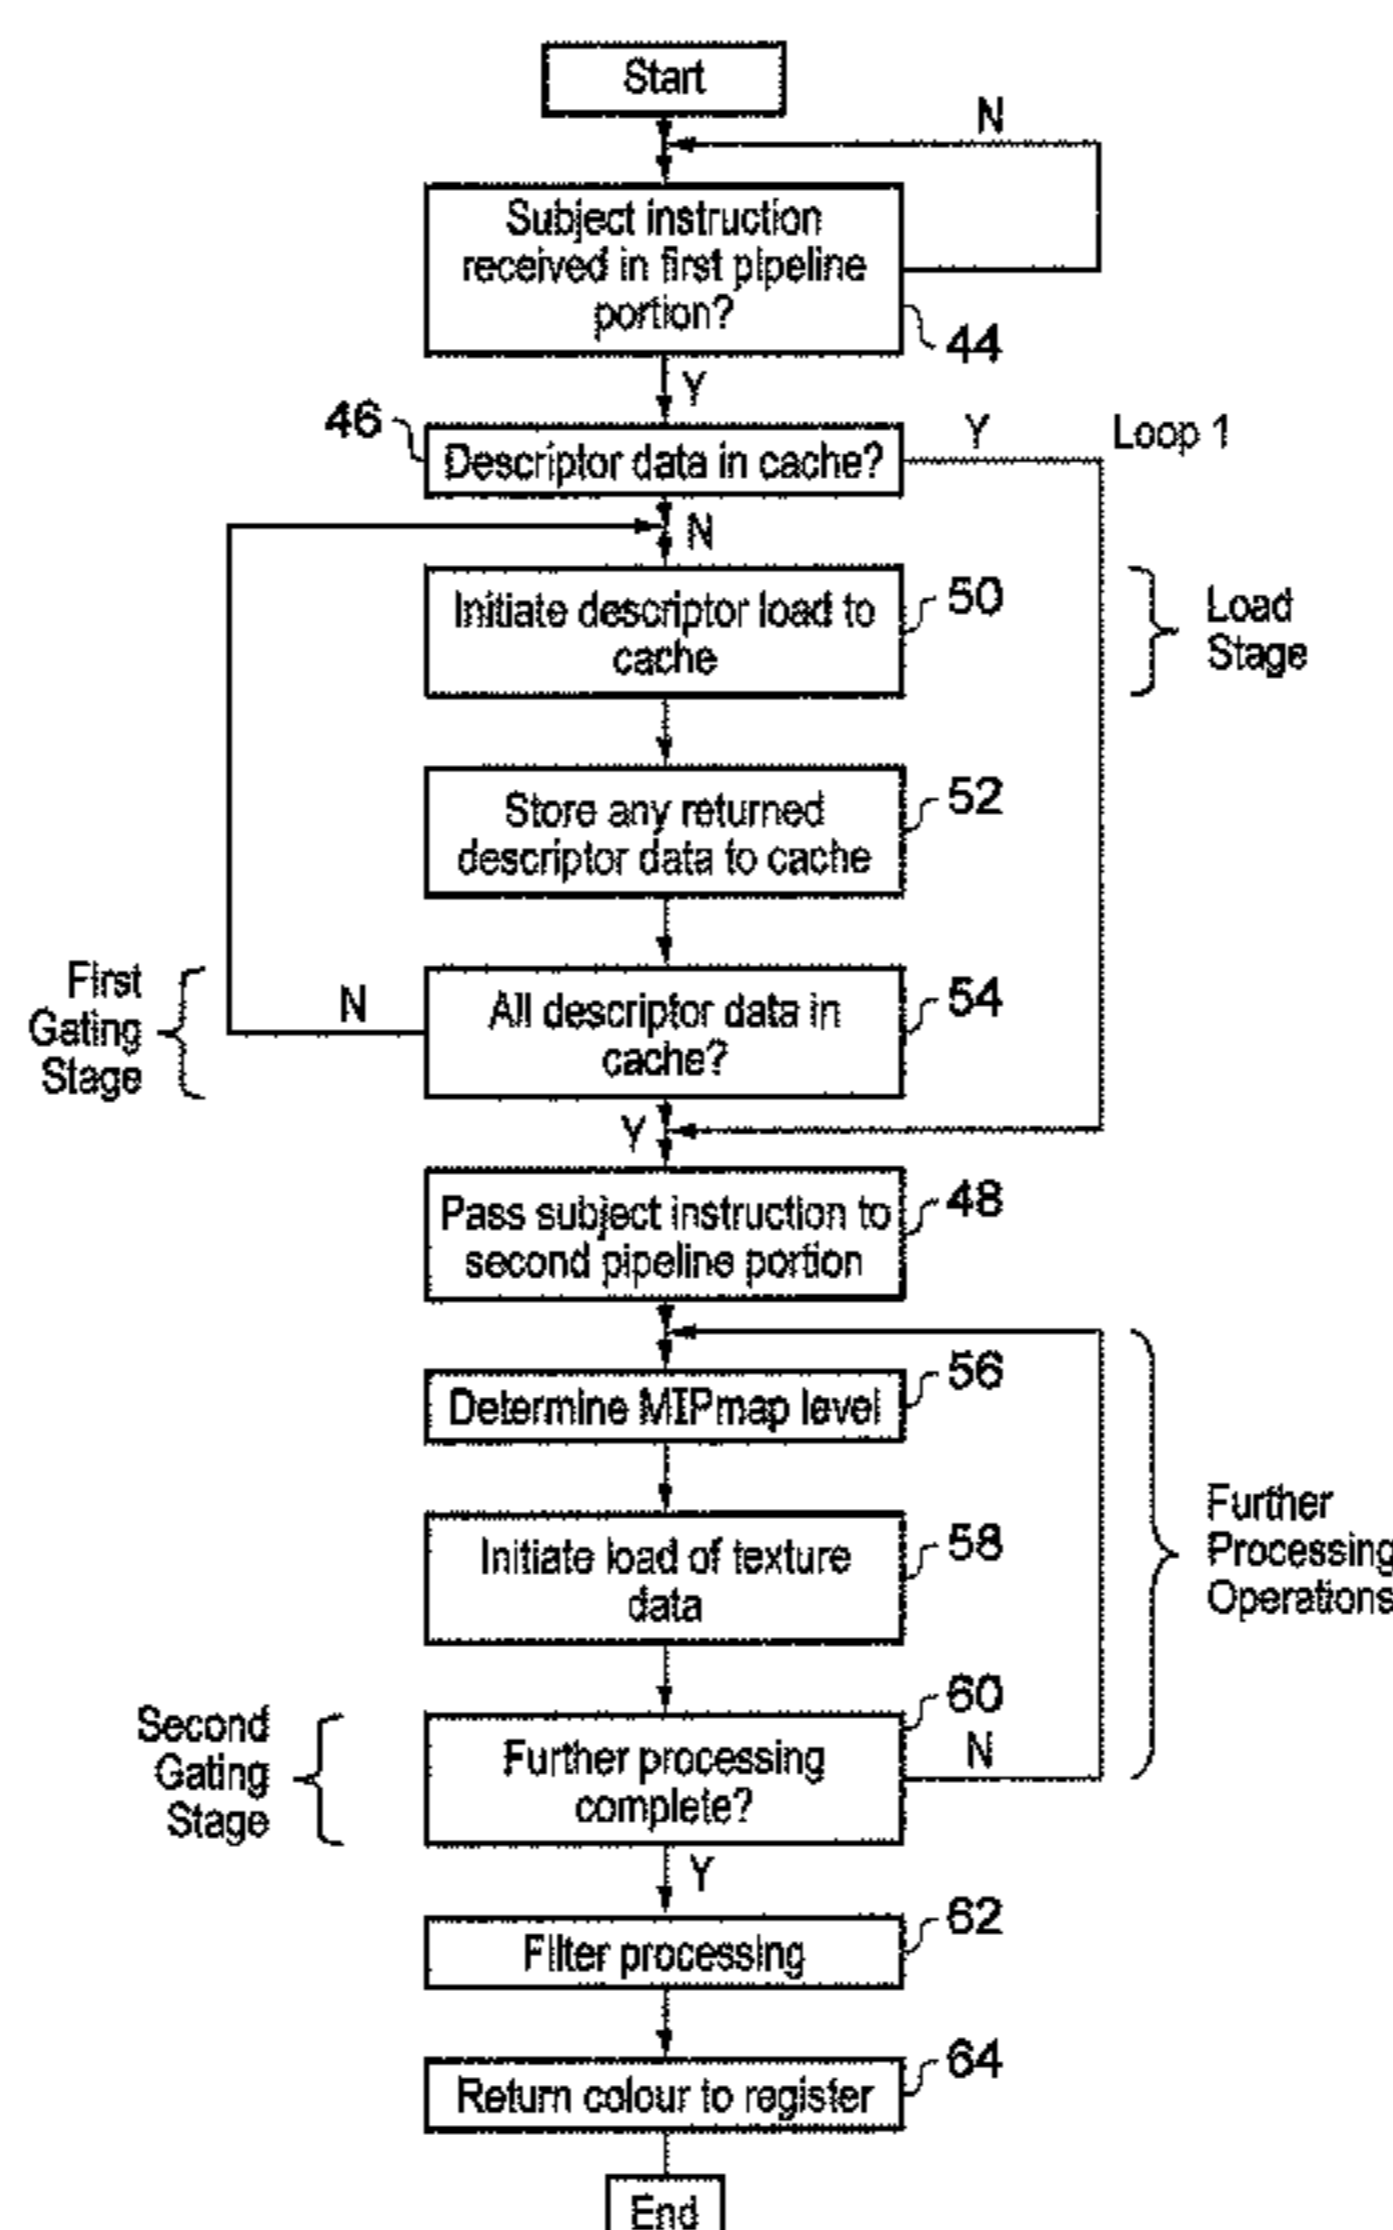 Start
N
Subject instruction
received in first pipeline
portion?
44
Y
46
Descriptor data in cache?
Y
Loop 1
N
Initiate descriptor load to
cache
50
Load
Stage
Store any returned
descriptor data to cache
52
First
Gating
Stage
N
All descriptor data in
cache?
54
Y
Pass subject instruction to
second pipeline portion
48
Determine MIPmap level
56
Initiate load of texture
data
58
Further
Processing
Operations
Second
Gating
Stage
Further processing
complete?
60
N
Y
Filter processing
62
Return colour to register
64
End